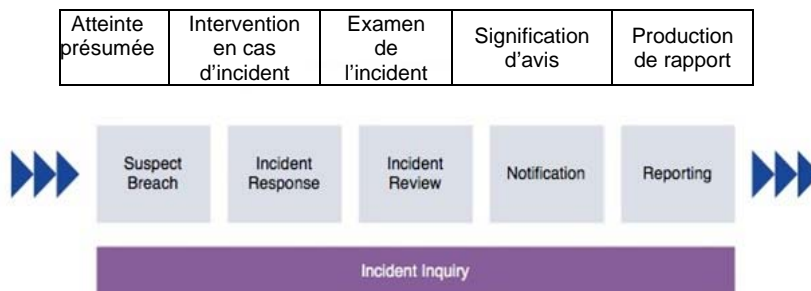 Atteinte
présumée
Intervention
en cas
d'incident
Examen
de
l'incident
Signification
d'avis
Production
de rapport
Suspect
Breach
Incident
Response
Incident
Review
Notification
Reporting
Incident Inquiry